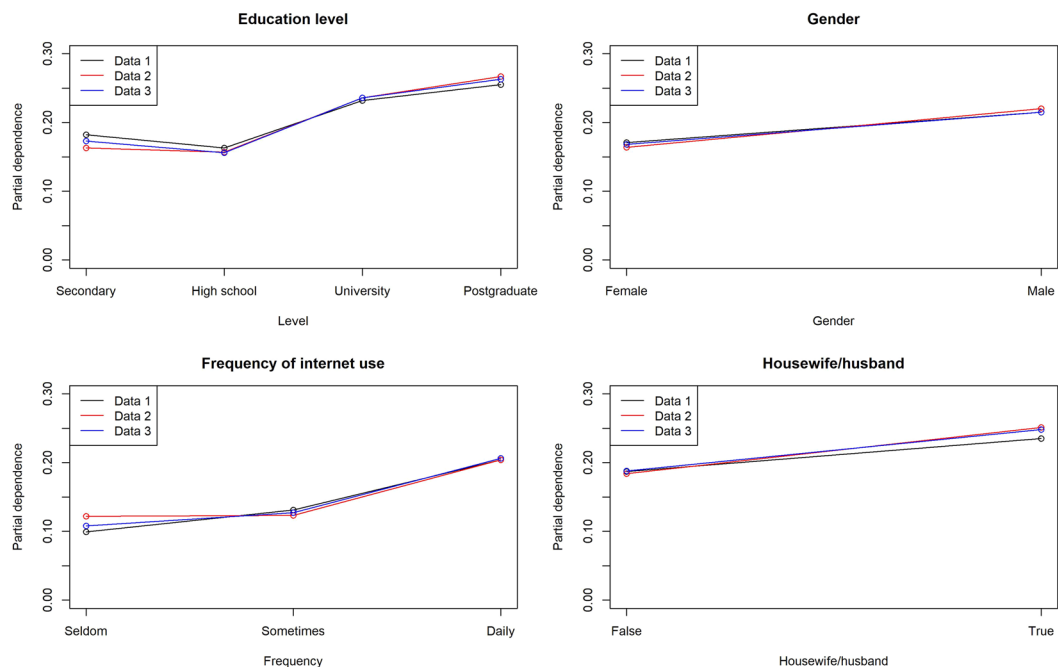 Education level
Partial dependence
0.30
0.20
0.10
0.00
Data 1
Data 2
Data 3
Secondary
High school
University
Postgraduate
Level
Gender
Partial dependence
0.30
0.20
0.10
0.00
Data 1
Data 2
Data 3
Female
Male
Gender
Frequency of internet use
Partial dependence
0.30
0.20
0.10
0.00
Data 1
Data 2
Data 3
Seldom
Sometimes
Daily
Frequency
Housewife/husband
Partial dependence
0.30
0.20
0.10
0.00
Data 1
Data 2
Data 3
False
True
Housewife/husband